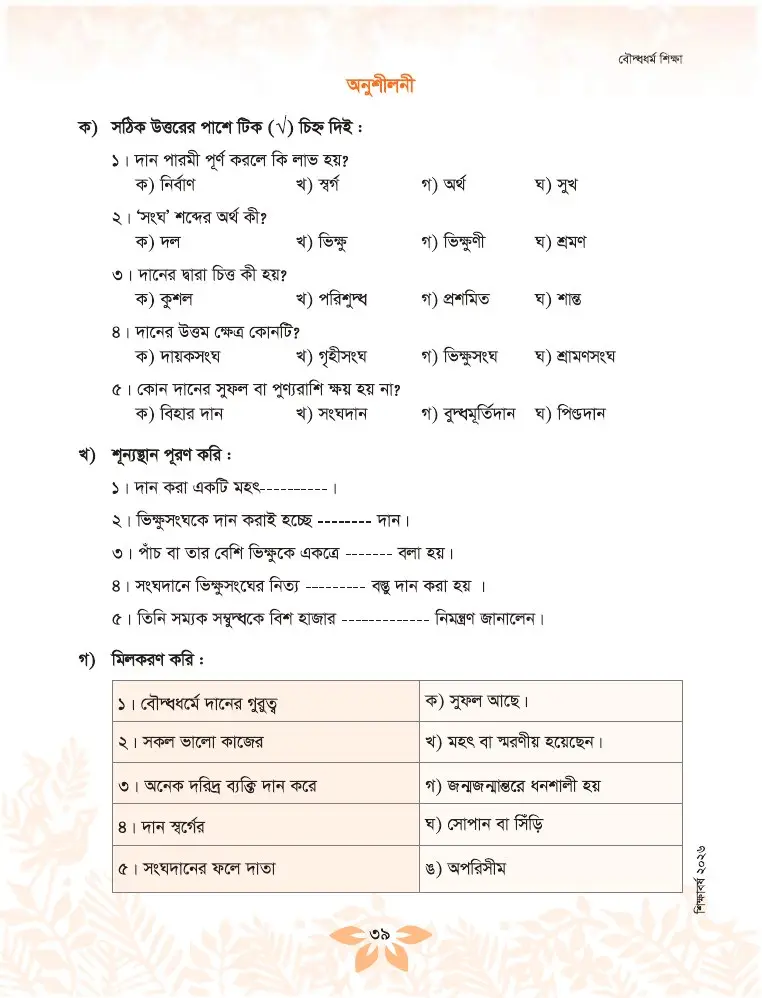 বৌদ্ধধর্ম শিক্ষা
অনুশীলনী
ক) সঠিক উত্তরের পাশে টিক (√) চিহ্ন দিই :
১। দান পারমী পূর্ণ করলে কি লাভ হয়?
ক) নির্বাণ খ) স্বর্গ গ) অর্থ ঘ) সুখ
২। ‘সংঘ’ শব্দের অর্থ কী?
ক) দল খ) ভিক্ষু গ) ভিক্ষুণী ঘ) শ্রমণ
৩। দানের দ্বারা চিত্ত কী হয়?
ক) কুশল খ) পরিশুদ্ধ গ) প্রশমিত ঘ) শান্ত
৪। দানের উত্তম ক্ষেত্র কোনটি?
ক) দায়কসংঘ খ) গৃহীসংঘ গ) ভিক্ষুসংঘ ঘ) শ্রামণসংঘ
৫। কোন দানের সুফল বা পুণ্যরাশি ক্ষয় হয় না?
ক) বিহার দান খ) সংঘদান গ) বুদ্ধমূর্তিদান ঘ) পিণ্ডদান
খ) শূন্যস্থান পূরণ করি :
১। দান করা একটি মহৎ----------।
২। ভিক্ষুসংঘকে দান করাই হচ্ছে -------- দান।
৩। পাঁচ বা তার বেশি ভিক্ষুকে একত্রে ------- বলা হয়।
৪। সংঘদানে ভিক্ষুসংঘের নিত্য --------- বস্তু দান করা হয় ।
৫। তিনি সম্যক সম্বুদ্ধকে বিশ হাজার ------------- নিমন্ত্রণ জানালেন।
গ) মিলকরণ করি :
১। বৌদ্ধধর্মে দানের গুরুত্ব ক) সুফল আছে।
২। সকল ভালো কাজের খ) মহৎ বা স্মরণীয় হয়েছেন।
৩। অনেক দরিদ্র ব্যক্তি দান করে গ) জন্মজন্মান্তরে ধনশালী হয়
৪। দান স্বর্গের ঘ) সোপান বা সিঁড়ি
৫। সংঘদানের ফলে দাতা ঙ) অপরিসীম
শিক্ষাবর্ষ ২০২৬
৩৯